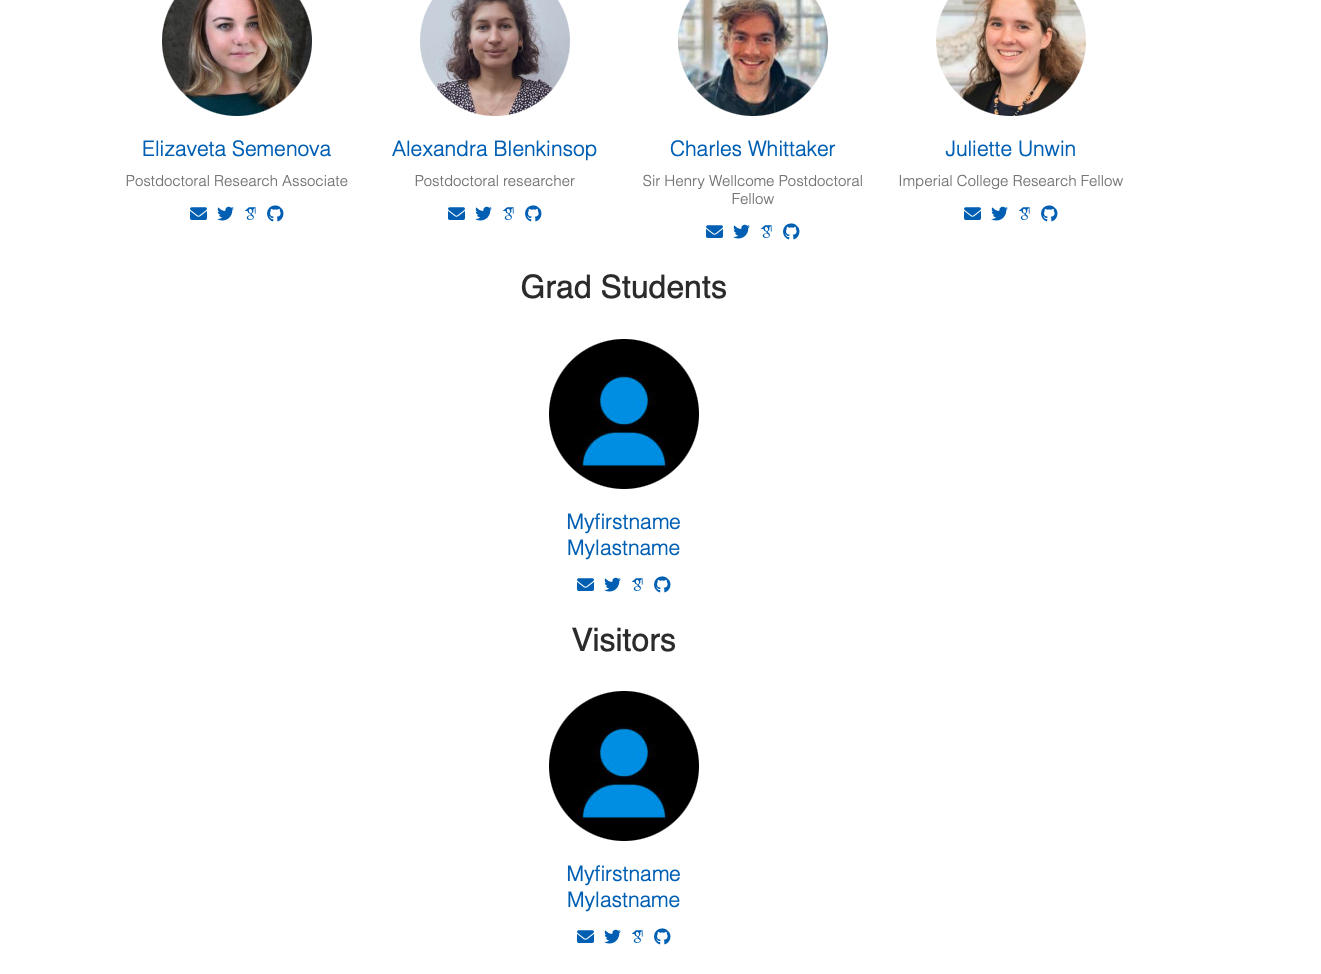 Elizaveta Semenova
Alexandra Blenkinsop
Charles Whittaker
Juliette Unwin
Postdoctoral Research Associate
Postdoctoral researcher
Sir Henry Wellcome Postdoctoral
Fellow
Imperial College Research Fellow
Grad Students
Myfirstname
Mylastname
Visitors
Myfirstname
Mylastname